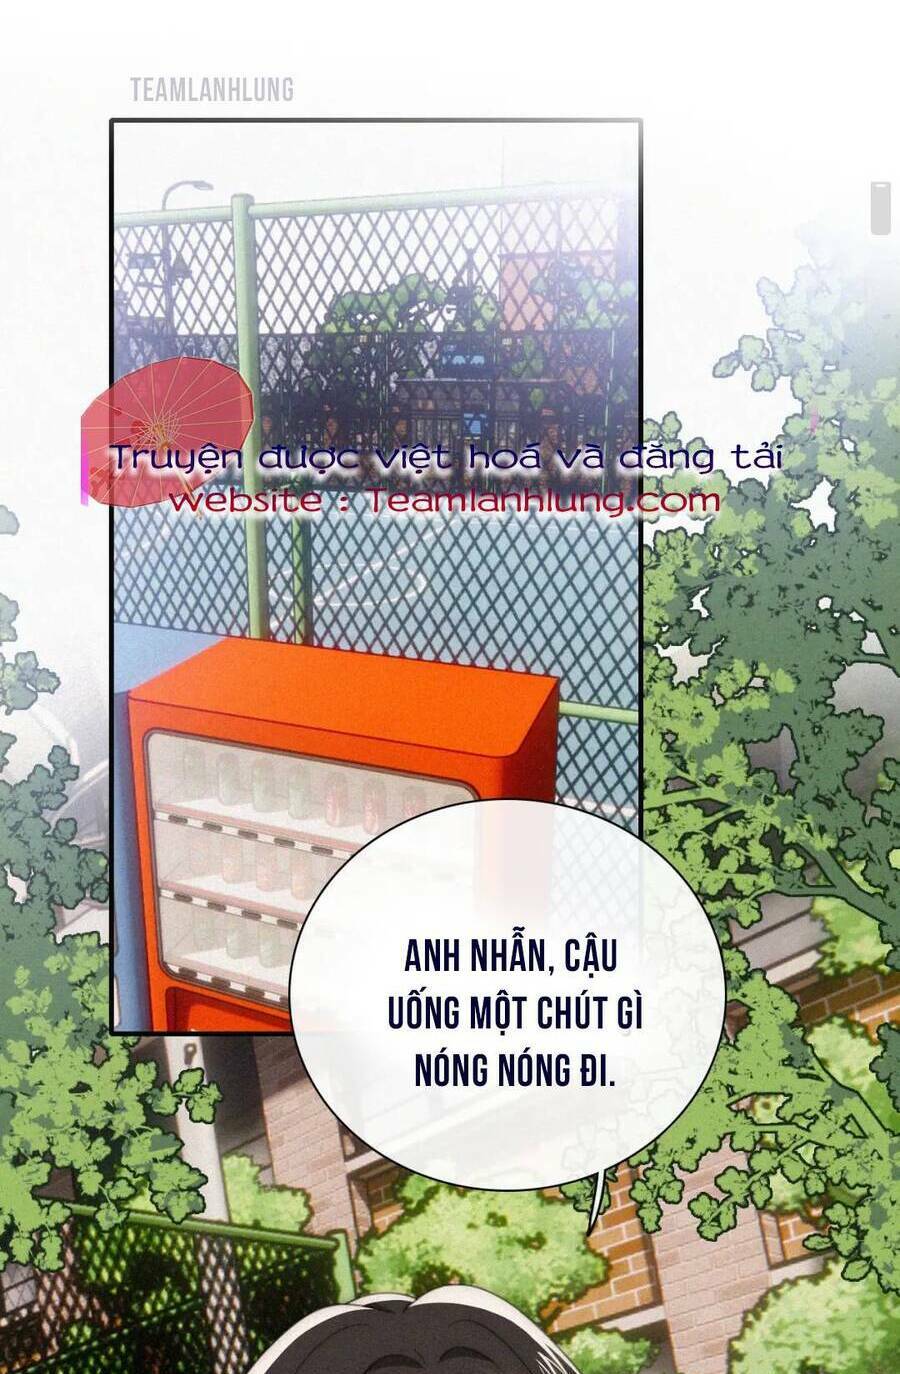 TEAMLANHLUNG
Truyện được việt hoá và đăng tải
website : Teamlanhlung.com
ANH NHẪN, CẬU
UỐNG MỘT CHÚT GÌ
NÓNG NÓNG ĐI.